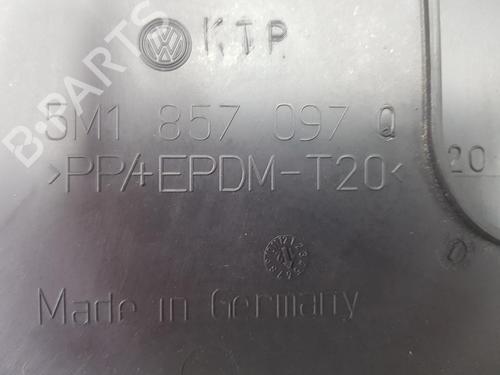 KTP
5M1 857 097 Q
>PP/+EPDM-T20<
20
Made in Germany
B-PARTS